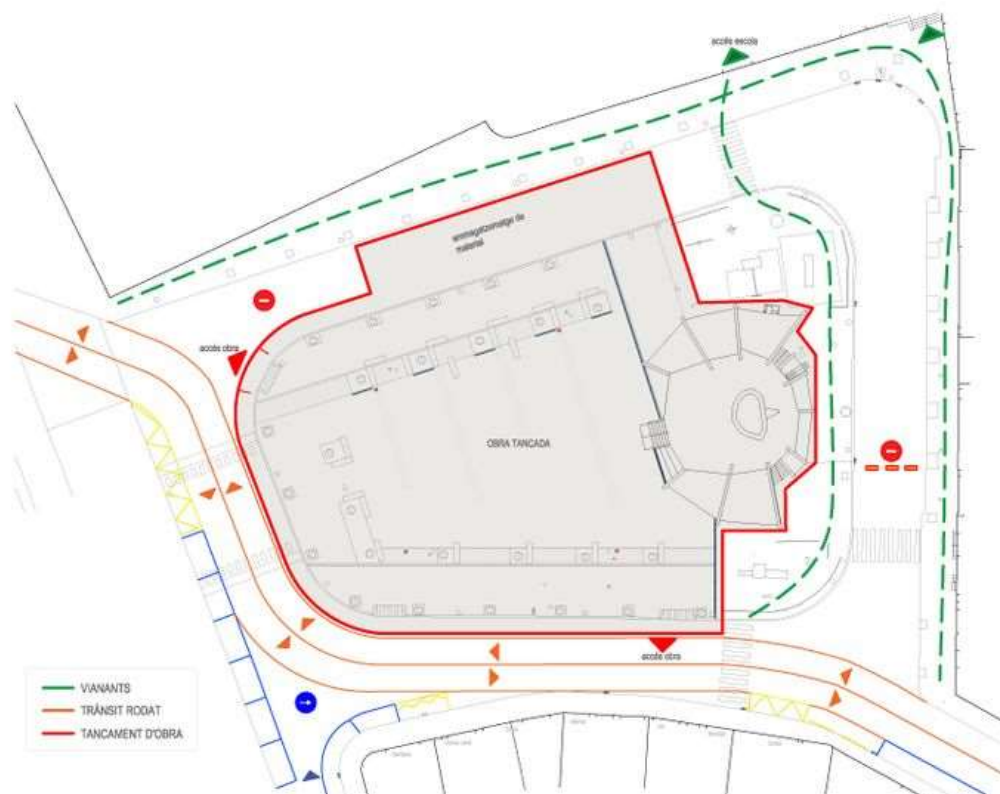 accés escola
emmagatzematge de
material
accés obra
OBRA TANCADA
accés obra
VIANANTS
TRÀNSIT RODAT
TANCAMENT D'OBRA